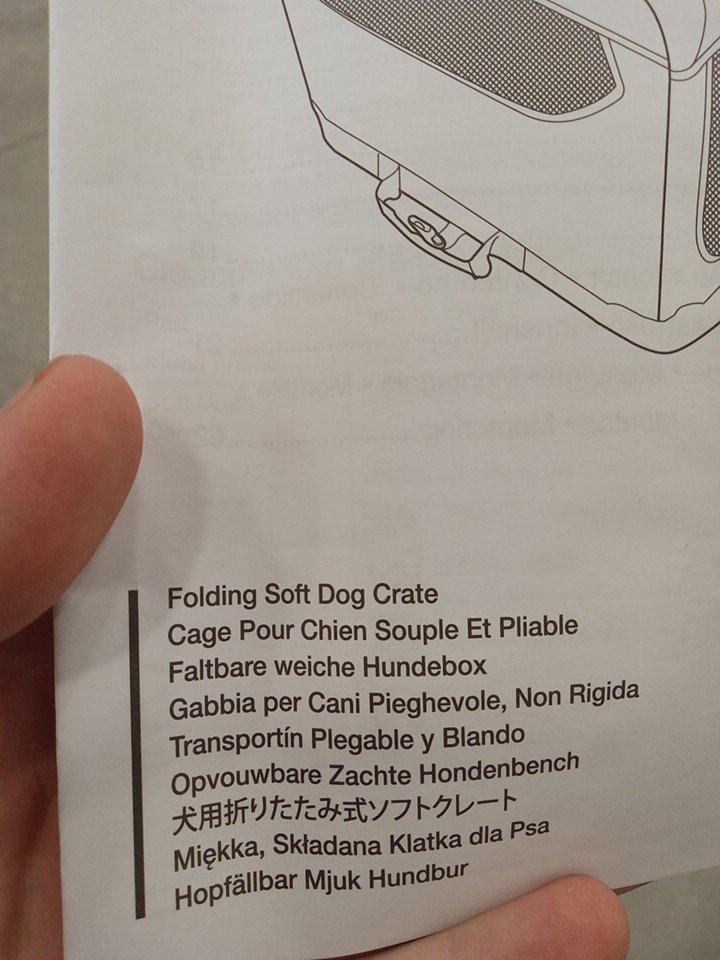 Folding Soft Dog Crate
Cage Pour Chien Souple Et Pliable
Faltbare weiche Hundebox
Gabbia per Cani Pieghevole, Non Rigida
Transportín Plegable y Blando
Opvouwbare Zachte Hondenbench
犬用折りたたみ式ソフトクレート
Miękka, Składana Klatka dla Psa
Hopfällbar Mjuk Hundbur